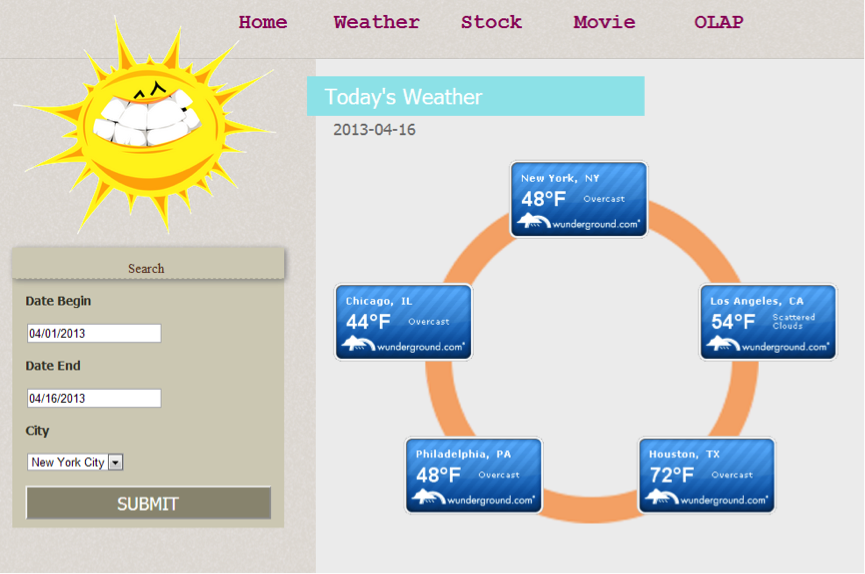 Home Weather Stock Movie OLAP
Today's Weather
2013-04-16
New York, NY
48°F Overcast
wunderground.com®
Chicago, IL
44°F Overcast
wunderground.com®
Los Angeles, CA
54°F Scattered
Clouds
wunderground.com®
Philadelphia, PA
48°F Overcast
wunderground.com®
Houston, TX
72°F Overcast
wunderground.com®
Search
Date Begin
04/01/2013
Date End
04/16/2013
City
New York City
SUBMIT